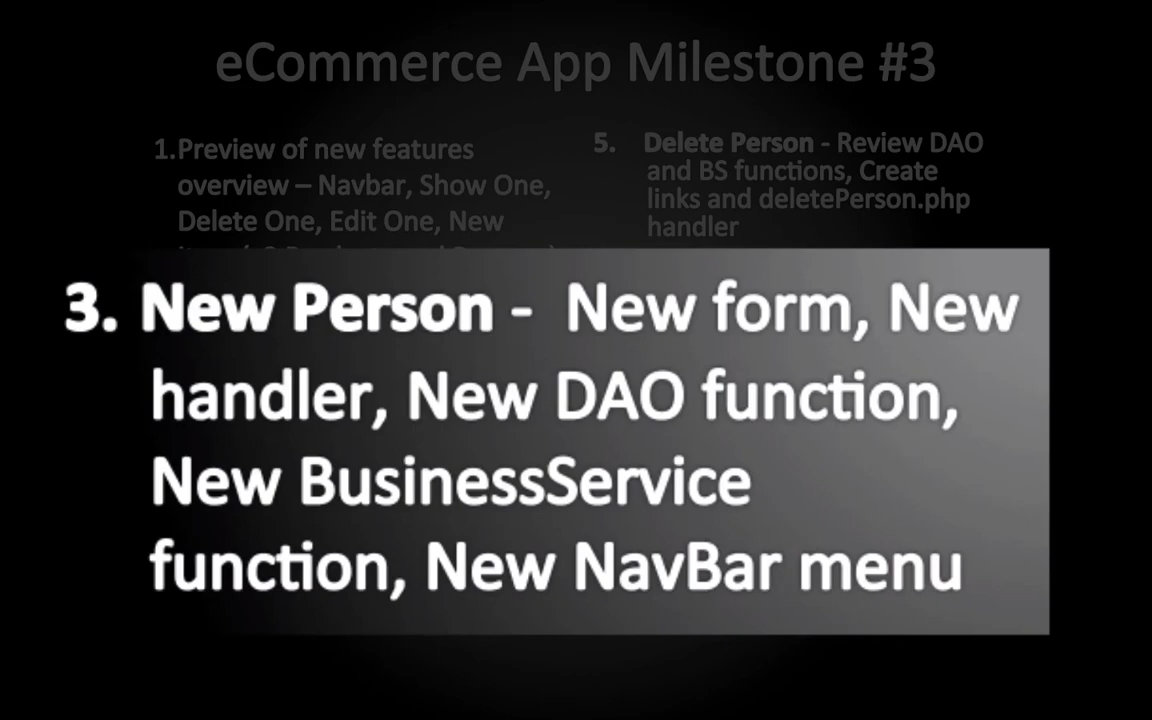 eCommerce App Milestone #3
1.Preview of new features
overview – Navbar, Show One,
Delete One, Edit One, New
5. Delete Person - Review DAO
and BS functions, Create
links and deletePerson.php
handler
3. New Person - New form, New
handler, New DAO function,
New BusinessService
function, New NavBar menu